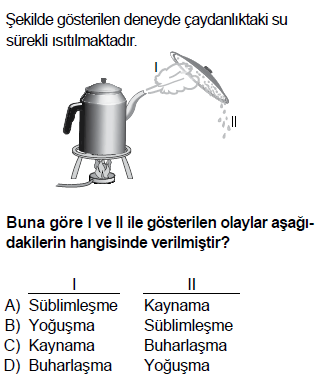 Şekilde gösterilen deneyde çaydanlıktaki su
sürekli ısıtılmaktadır.
I
II
Buna göre I ve II ile gösterilen olaylar aşağı-
dakilerin hangisinde verilmiştir?
I II
A) Süblimleşme Kaynama
B) Yoğuşma Süblimleşme
C) Kaynama Buharlaşma
D) Buharlaşma Yoğuşma